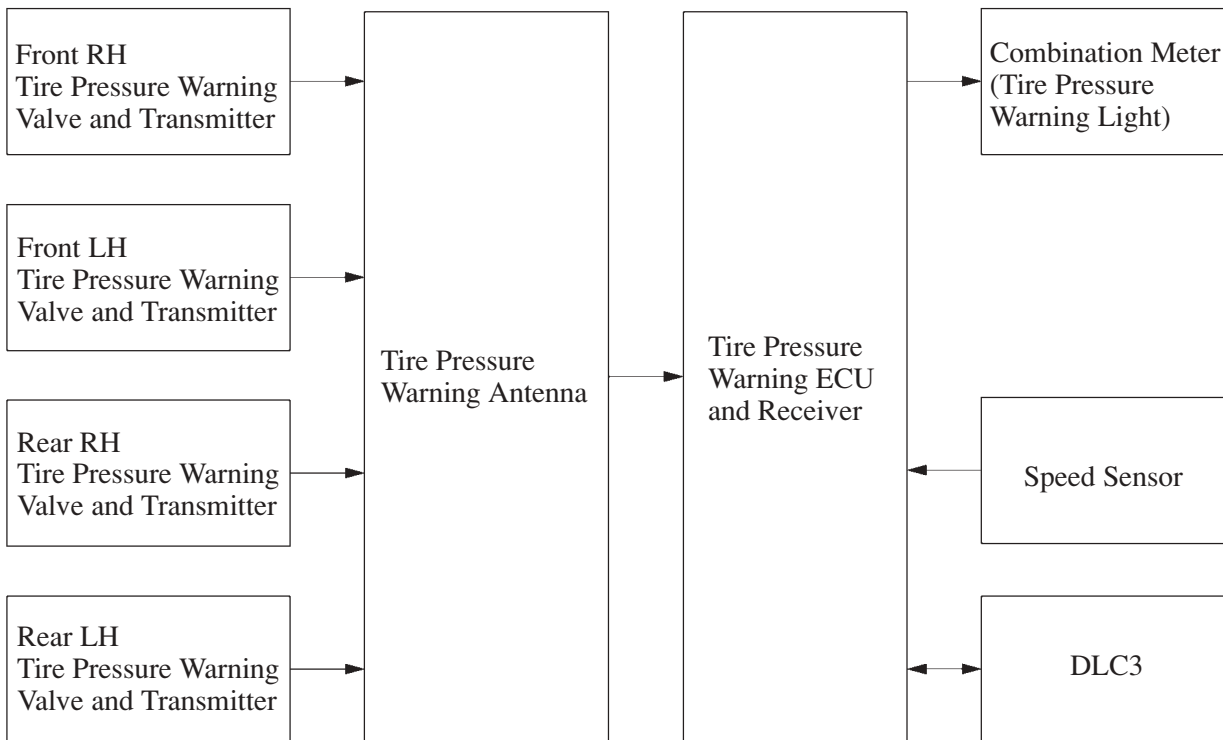 Front RH
Tire Pressure Warning
Valve and Transmitter
Front LH
Tire Pressure Warning
Valve and Transmitter
Rear RH
Tire Pressure Warning
Valve and Transmitter
Rear LH
Tire Pressure Warning
Valve and Transmitter
Tire Pressure
Warning Antenna
Tire Pressure
Warning ECU
and Receiver
Combination Meter
(Tire Pressure
Warning Light)
Speed Sensor
DLC3